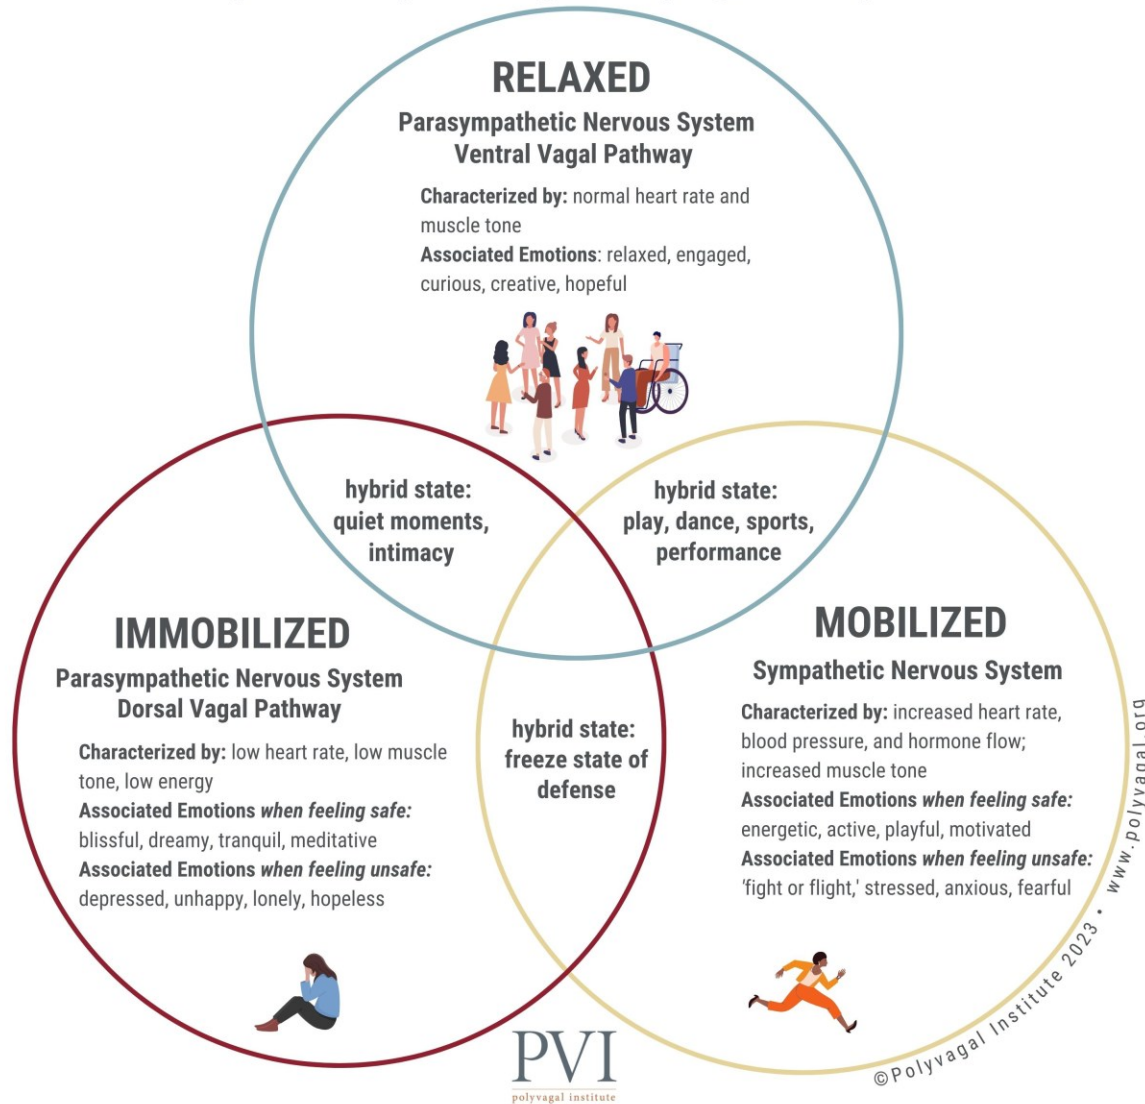 RELAXED
Parasympathetic Nervous System
Ventral Vagal Pathway
Characterized by: normal heart rate and
muscle tone
Associated Emotions: relaxed, engaged,
curious, creative, hopeful
hybrid state:
quiet moments,
intimacy
hybrid state:
play, dance, sports,
performance
IMMOBILIZED
Parasympathetic Nervous System
Dorsal Vagal Pathway
Characterized by: low heart rate, low muscle
tone, low energy
Associated Emotions when feeling safe:
blissful, dreamy, tranquil, meditative
Associated Emotions when feeling unsafe:
depressed, unhappy, lonely, hopeless
hybrid state:
freeze state of
defense
MOBILIZED
Sympathetic Nervous System
Characterized by: increased heart rate,
blood pressure, and hormone flow;
increased muscle tone
Associated Emotions when feeling safe:
energetic, active, playful, motivated
Associated Emotions when feeling unsafe:
'fight or flight,' stressed, anxious, fearful
©Polyvagal Institute 2023 • www.polyvagal.org
PVI
polyvagal institute